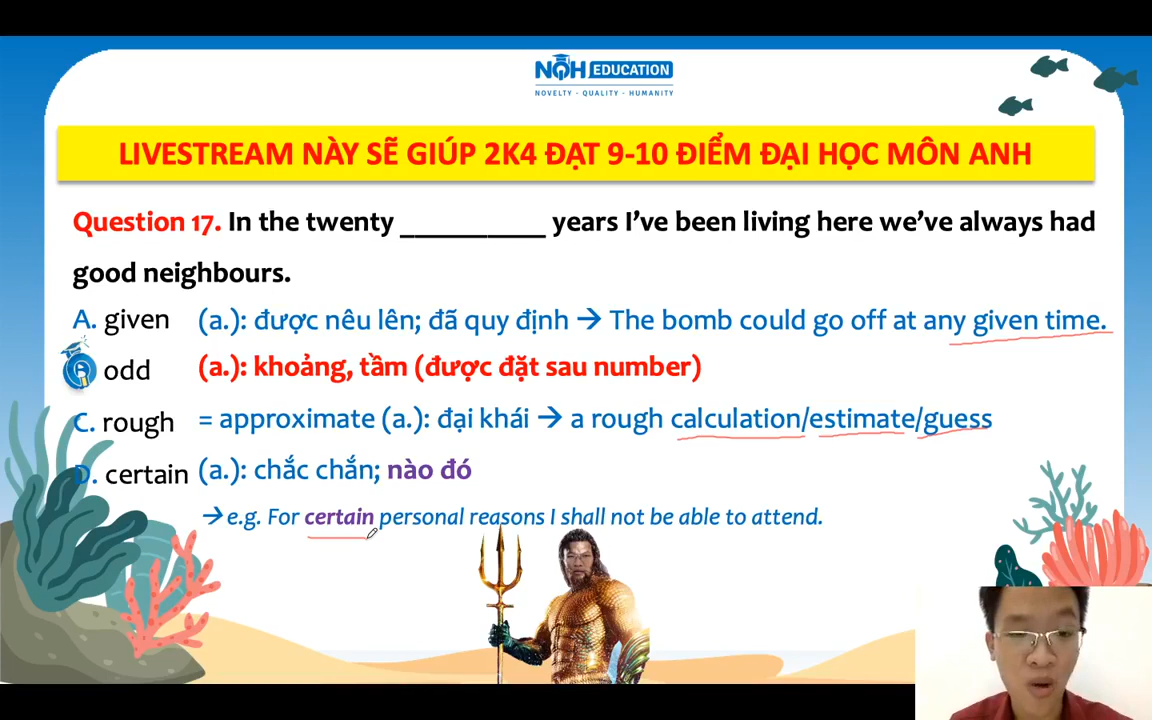 NQH EDUCATION
NOVELTY - QUALITY - HUMANITY
LIVESTREAM NÀY SẼ GIÚP 2K4 ĐẠT 9-10 ĐIỂM ĐẠI HỌC MÔN ANH
Question 17. In the twenty __________ years I’ve been living here we’ve always had
good neighbours.
A. given (a.): được nêu lên; đã quy định → The bomb could go off at any given time.
odd (a.): khoảng, tầm (được đặt sau number)
C. rough = approximate (a.): đại khái → a rough calculation/estimate/guess
D. certain (a.): chắc chắn; nào đó
→ e.g. For certain personal reasons I shall not be able to attend.